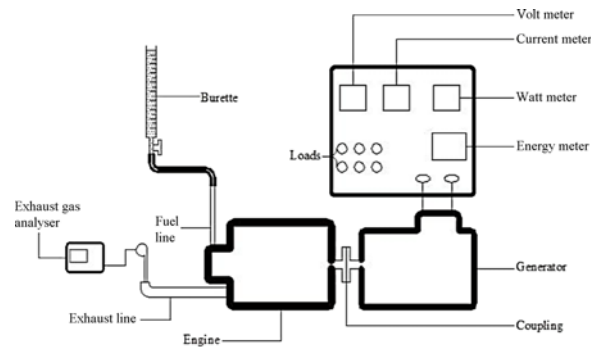 Volt meter
Current meter
Burette
Watt meter
Energy meter
Loads
Exhaust gas
analyser
Fuel
line
Generator
Exhaust line
Coupling
Engine